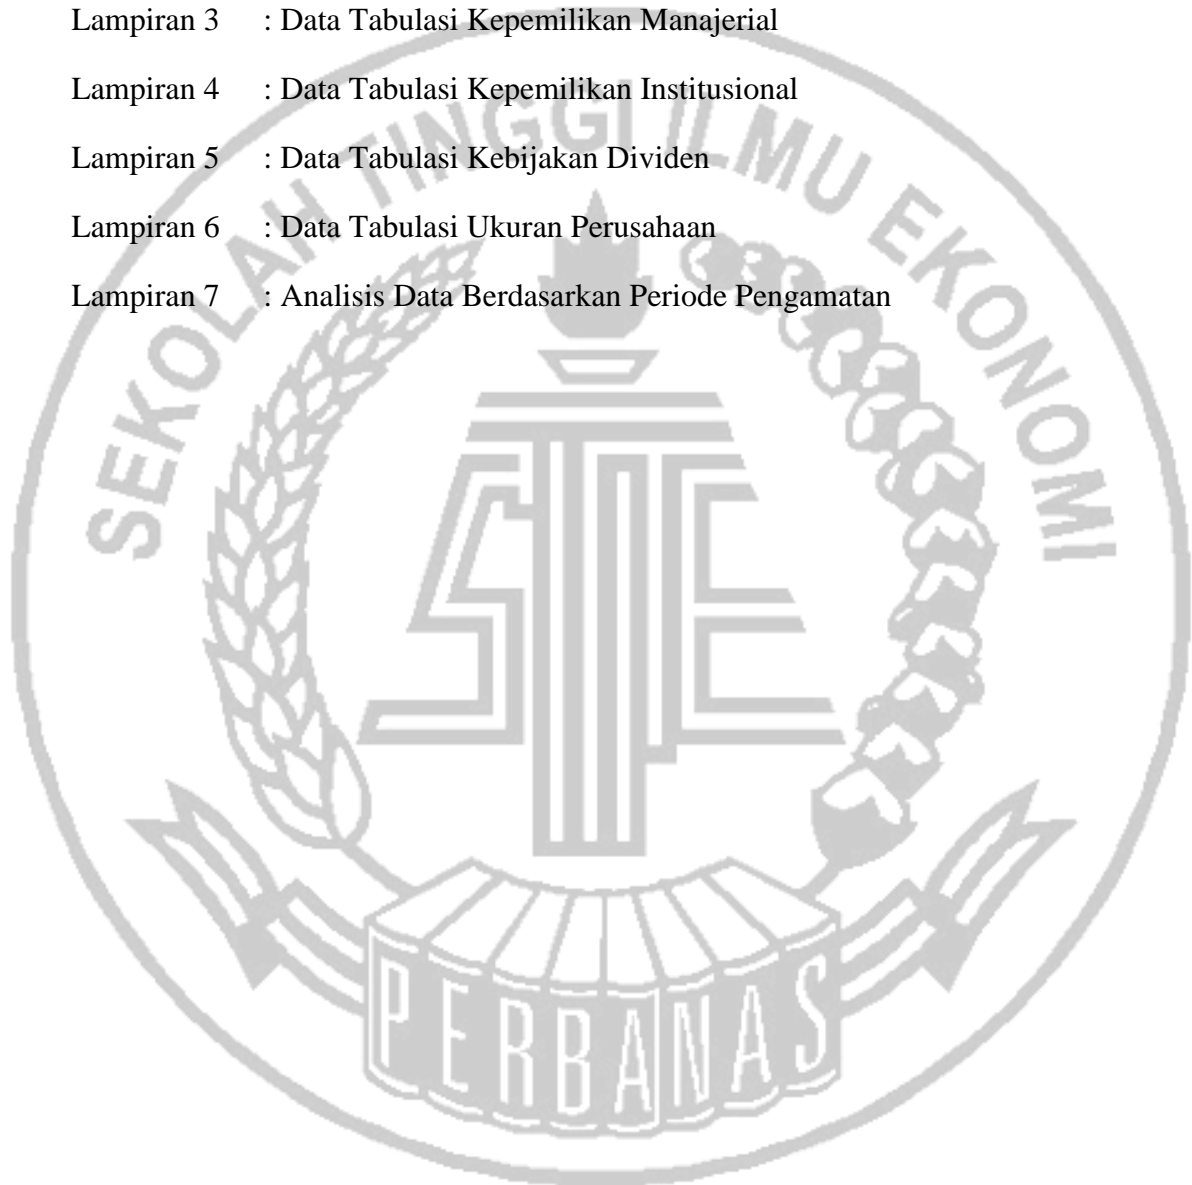 Lampiran 3 : Data Tabulasi Kepemilikan Manajerial
Lampiran 4 : Data Tabulasi Kepemilikan Institusional
Lampiran 5 : Data Tabulasi Kebijakan Dividen
Lampiran 6 : Data Tabulasi Ukuran Perusahaan
Lampiran 7 : Analisis Data Berdasarkan Periode Pengamatan
SEKOLAH TINGGI ILMU EKONOMI
STIE
PERBANAS